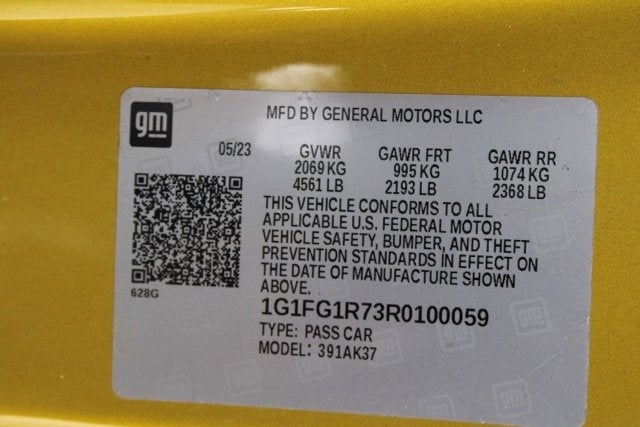 gm
MFD BY GENERAL MOTORS LLC
05/23 GVWR GAWR FRT GAWR RR
2069 KG 995 KG 1074 KG
4561 LB 2193 LB 2368 LB
THIS VEHICLE CONFORMS TO ALL
APPLICABLE U.S. FEDERAL MOTOR
VEHICLE SAFETY, BUMPER, AND THEFT
PREVENTION STANDARDS IN EFFECT ON
THE DATE OF MANUFACTURE SHOWN
ABOVE.
628G
1G1FG1R73R0100059
TYPE: PASS CAR
MODEL: 391AK37